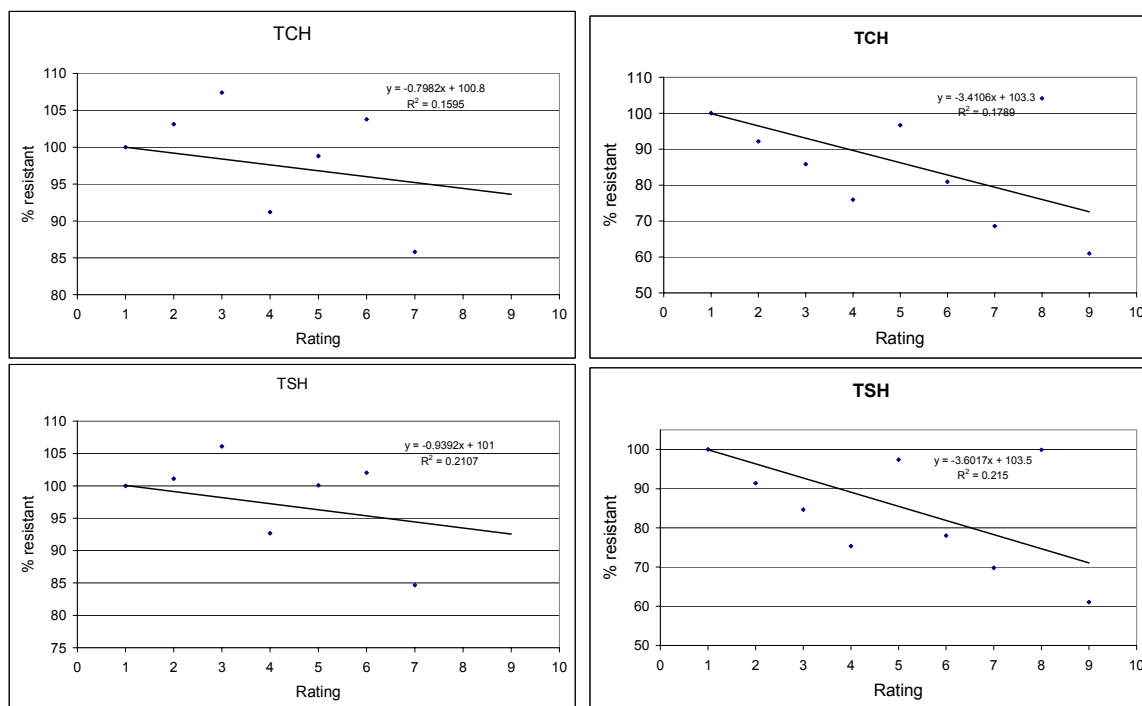 TCH
110
105
100
95
90
85
80
% resistant
y = -0.7982x + 100.8
R² = 0.1595
0 1 2 3 4 5 6 7 8 9 10
Rating
TCH
110
100
90
80
70
60
50
% resistant
y = -3.4106x + 103.3
R² = 0.1789
0 1 2 3 4 5 6 7 8 9 10
Rating
TSH
110
105
100
95
90
85
80
75
% resistant
y = -0.9392x + 101
R² = 0.2107
0 1 2 3 4 5 6 7 8 9 10
Rating
TSH
100
90
80
70
60
50
% resistant
y = -3.6017x + 103.5
R² = 0.215
0 1 2 3 4 5 6 7 8 9 10
Rating